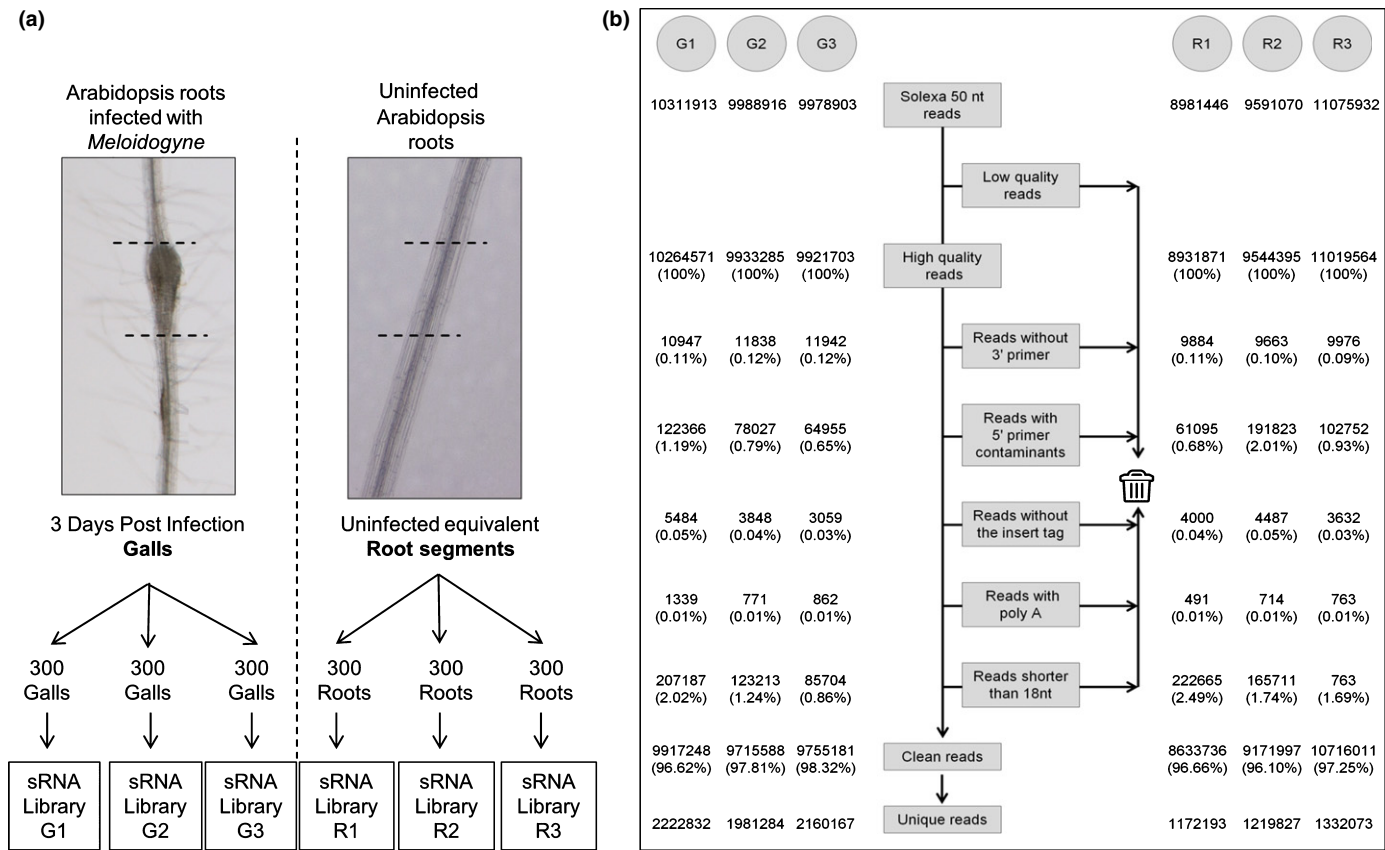 (a)
Arabidopsis roots
infected with
Meloidogyne
Uninfected
Arabidopsis
roots
3 Days Post Infection
Galls
Uninfected equivalent
Root segments
300
Galls
300
Galls
300
Galls
300
Roots
300
Roots
300
Roots
sRNA
Library
G1
sRNA
Library
G2
sRNA
Library
G3
sRNA
Library
R1
sRNA
Library
R2
sRNA
Library
R3
(b)
G1 G2 G3 R1 R2 R3
10311913 9988916 9978903 Solexa 50 nt
reads
8981446 9591070 11075932
Low quality
reads
10264571 9933285 9921703
(100%) (100%) (100%)
High quality
reads
8931871 9544395 11019564
(100%) (100%) (100%)
10947 11838 11942
(0.11%) (0.12%) (0.12%)
Reads without
3' primer
9884 9663 9976
(0.11%) (0.10%) (0.09%)
122366 78027 64955
(1.19%) (0.79%) (0.65%)
Reads with
5' primer
contaminants
61095 191823 102752
(0.68%) (2.01%) (0.93%)
5484 3848 3059
(0.05%) (0.04%) (0.03%)
Reads without
the insert tag
4000 4487 3632
(0.04%) (0.05%) (0.03%)
1339 771 862
(0.01%) (0.01%) (0.01%)
Reads with
poly A
491 714 763
(0.01%) (0.01%) (0.01%)
207187 123213 85704
(2.02%) (1.24%) (0.86%)
Reads shorter
than 18nt
222665 165711 763
(2.49%) (1.74%) (1.69%)
9917248 9715588 9755181
(96.62%) (97.81%) (98.32%)
Clean reads
8633736 9171997 10716011
(96.66%) (96.10%) (97.25%)
2222832 1981284 2160167 Unique reads 1172193 1219827 1332073